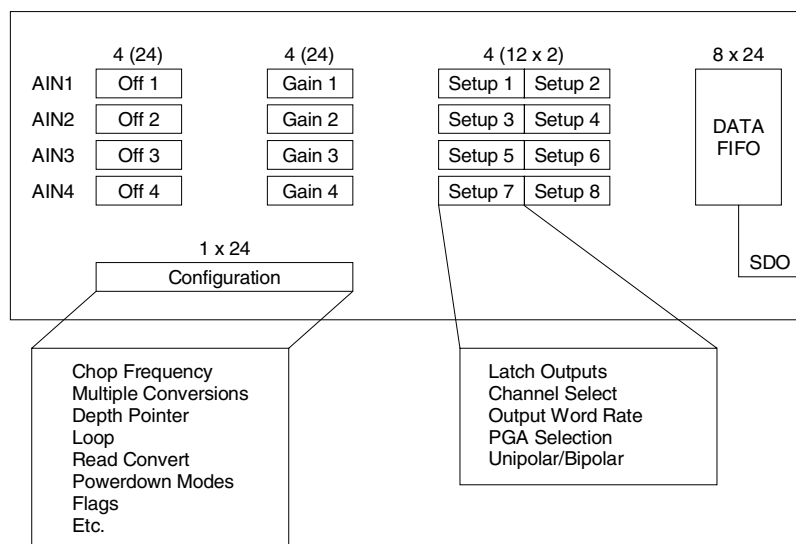 4 (24) 4 (24) 4 (12 x 2) 8 x 24
AIN1 Off 1 Gain 1 Setup 1 Setup 2
AIN2 Off 2 Gain 2 Setup 3 Setup 4
AIN3 Off 3 Gain 3 Setup 5 Setup 6
AIN4 Off 4 Gain 4 Setup 7 Setup 8
DATA
FIFO
SDO
1 x 24
Configuration
Chop Frequency
Multiple Conversions
Depth Pointer
Loop
Read Convert
Powerdown Modes
Flags
Etc.
Latch Outputs
Channel Select
Output Word Rate
PGA Selection
Unipolar/Bipolar